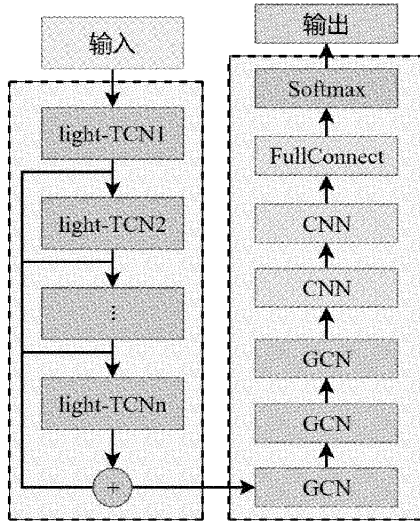 输入
light-TCN1
light-TCN2
...
light-TCNn
+
输出
Softmax
FullConnect
CNN
CNN
GCN
GCN
GCN